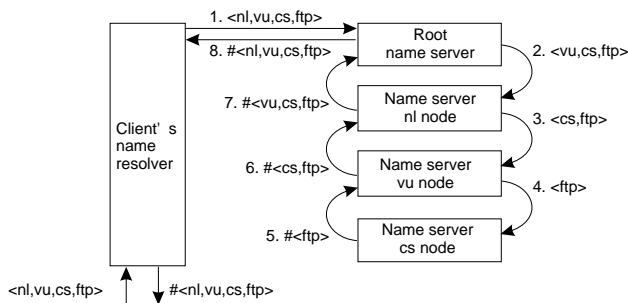 1. <nl,vu,cs,ftp>
Root
name server
2. <vu,cs,ftp>
8. #<nl,vu,cs,ftp>
7. #<vu,cs,ftp>
Name server
nl node
3. <cs,ftp>
Client' s
name
resolver
6. #<cs,ftp>
Name server
vu node
4. <ftp>
5. #<ftp>
Name server
cs node
<nl,vu,cs,ftp>
#<nl,vu,cs,ftp>